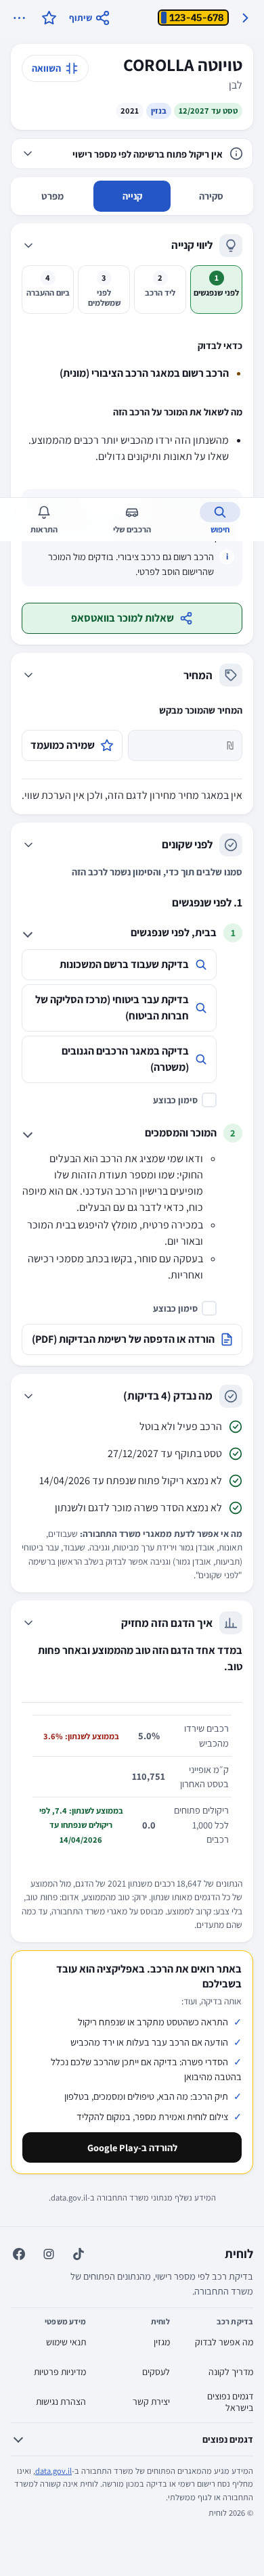 123-45-678
שיתוף
טויוטה COROLLA
השוואה
לבן
טסט עד 12/2027
בנזין
2021
אין ריקול פתוח ברשימה לפי מספר רישוי
סקירה
קנייה
מפרט
ליווי קנייה
1
לפני שנפגשים
2
ליד הרכב
3
לפני שמשלמים
4
ביום ההעברה
כדאי לבדוק
הרכב רשום במאגר הרכב הציבורי (מונית)
מה לשאול את המוכר על הרכב הזה
מהשנתון הזה ירדו מהכביש יותר רכבים מהממוצע.
שאלו על תאונות ותיקונים גדולים.
חיפוש
הרכבים שלי
התראות
הרכב רשום גם כרכב ציבורי. בודקים מול המוכר
שהרישום הוסב לפרטי.
שאלות למוכר בוואטסאפ
המחיר
המחיר שהמוכר מבקש
₪
שמירה כמועמד
אין במאגר מחיר מחירון לדגם הזה, ולכן אין הערכת שווי.
לפני שקונים
סמנו שלבים תוך כדי, והסימון נשמר לרכב הזה
1. לפני שנפגשים
1
בבית, לפני שנפגשים
בדיקת שעבוד ברשם המשכונות
בדיקת עבר ביטוחי (מרכז הסליקה של
חברות הביטוח)
בדיקה במאגר הרכבים הגנובים
(משטרה)
סימון כבוצע
2
המוכר והמסמכים
ודאו שמי שמציג את הרכב הוא הבעלים
החוקי: שמו ומספר תעודת הזהות שלו
מופיעים ברישיון הרכב העדכני. אם הוא מיופה
כוח, כדאי לדבר גם עם הבעלים.
במכירה פרטית, מומלץ להיפגש בבית המוכר
ובאור יום.
בעסקה עם סוחר, בקשו בכתב מסמכי רכישה
ואחריות.
סימון כבוצע
הורדה או הדפסה של רשימת הבדיקות (PDF)
מה נבדק (4 בדיקות)
הרכב פעיל ולא בוטל
טסט בתוקף עד 27/12/2027
לא נמצא ריקול פתוח שנפתח עד 14/04/2026
לא נמצא הסדר פשרה מוכר לדגם ולשנתון
מה אי אפשר לדעת ממאגרי משרד התחבורה: שעבודים,
תאונות, אובדן גמור וירידת ערך מביטוח, וגניבה. שעבוד, עבר ביטוחי
(תביעות, אובדן גמור) וגניבה אפשר לבדוק בשלב הראשון ברשימה
"לפני שקונים".
איך הדגם הזה מחזיק
במדד אחד הדגם הזה טוב מהממוצע ובאחר פחות
טוב.
רכבים שירדו מהכביש
5.0%
בממוצע לשנתון: 3.6%
ק״מ אופייני בטסט האחרון
110,751
ריקולים פתוחים לכל 1,000 רכבים
0.0
בממוצע לשנתון: 7.4, לפי ריקולים שנפתחו עד 14/04/2026
הנתונים של 18,647 רכבים משנתון 2021 של הדגם, מול הממוצע
של כל הדגמים מאותו שנתון. ירוק: טוב מהממוצע, אדום: פחות טוב,
בלי צבע: קרוב לממוצע. מבוסס על מאגרי משרד התחבורה, עד כמה
שהם מתעדים.
באתר רואים את הרכב. באפליקציה הוא עובד
בשבילכם
אותה בדיקה, ועוד:
✓ התראה כשהטסט מתקרב או שנפתח ריקול
✓ הודעה אם הרכב עבר בעלות או ירד מהכביש
✓ הסדרי פשרה: בדיקה אם ייתכן שהרכב שלכם נכלל
בהטבה מהיבואן
✓ תיק הרכב: מה הבא, טיפולים ומסמכים, בטלפון
✓ צילום לוחית ואמירת מספר, במקום להקליד
להורדה ב-Google Play
המידע נשלף מנתוני משרד התחבורה ב-data.gov.il.
לוחית
בדיקת רכב לפי מספר רישוי, מהנתונים הפתוחים של
משרד התחבורה.
בדיקת רכב
לוחית
מידע משפטי
מה אפשר לבדוק
מגזין
תנאי שימוש
מדריך לקונה
לעסקים
מדיניות פרטיות
דגמים נפוצים בישראל
יצירת קשר
הצהרת נגישות
דגמים נפוצים
המידע מגיע מהמאגרים הפתוחים של משרד התחבורה ב-data.gov.il, ואינו
מחליף נסח רישום רשמי או בדיקה במכון מורשה. לוחית אינה קשורה למשרד
התחבורה או לגוף ממשלתי.
© 2026 לוחית